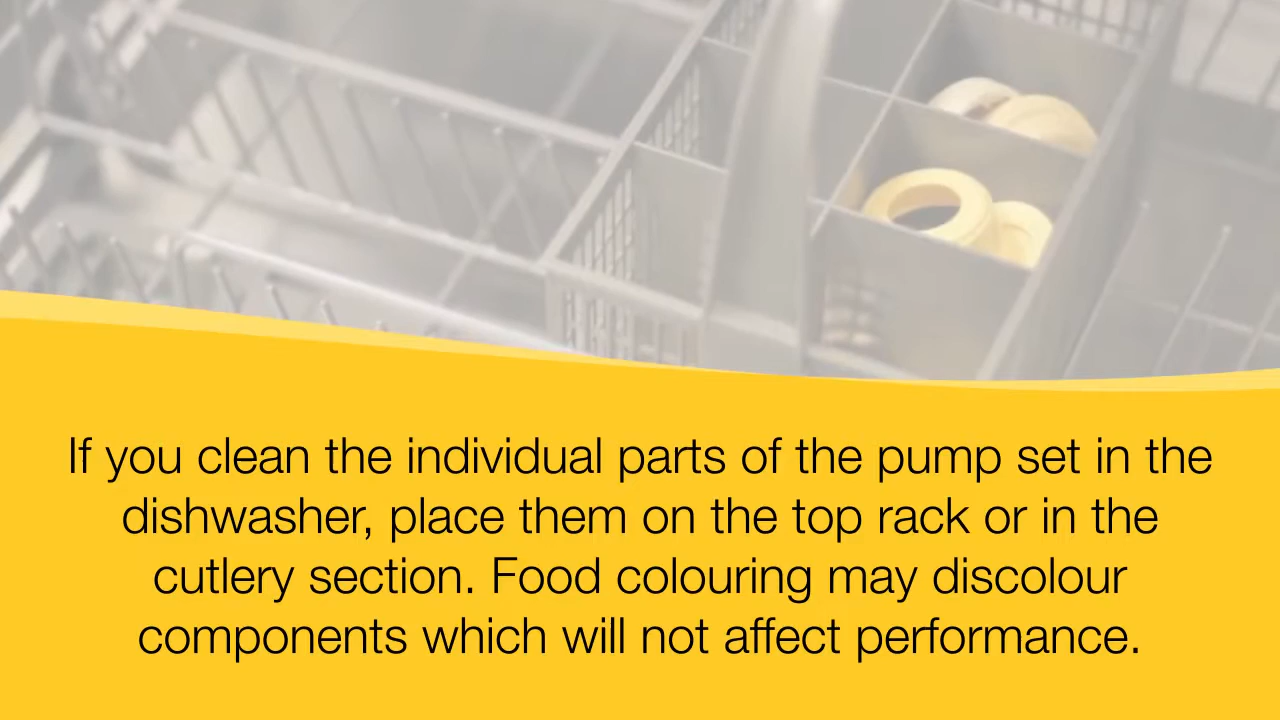 If you clean the individual parts of the pump set in the
dishwasher, place them on the top rack or in the
cutlery section. Food colouring may discolour
components which will not affect performance.